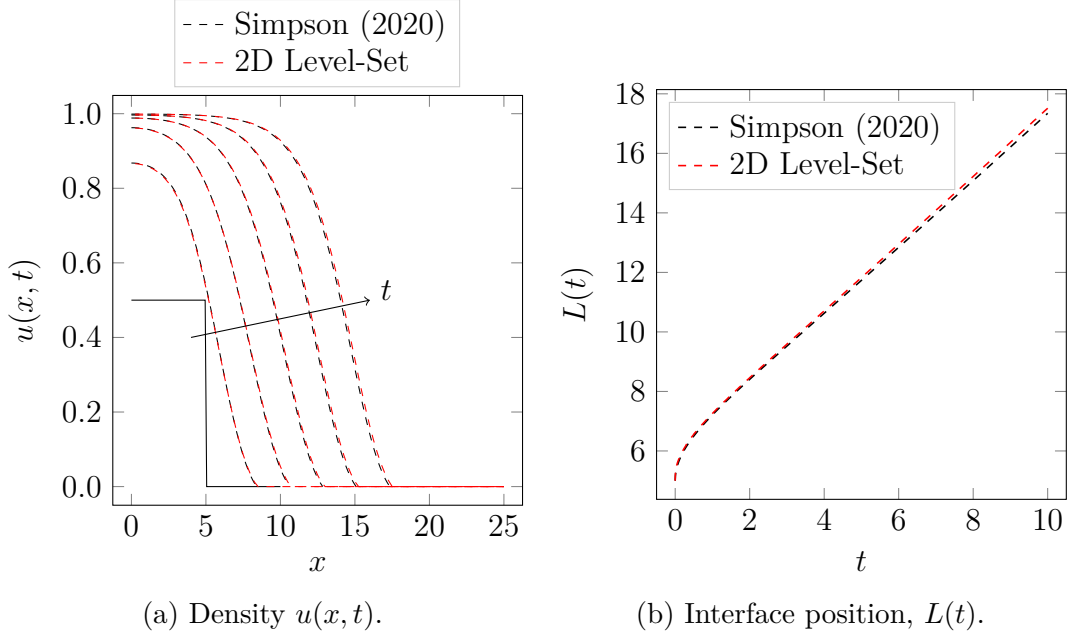 Simpson (2020)
2D Level-Set
1.0
0.8
0.6
0.4
0.2
0.0
u(x, t)
t
0 5 10 15 20 25
x
(a) Density u(x, t).
18
16
14
12
10
8
6
L(t)
Simpson (2020)
2D Level-Set
0 2 4 6 8 10
t
(b) Interface position, L(t).